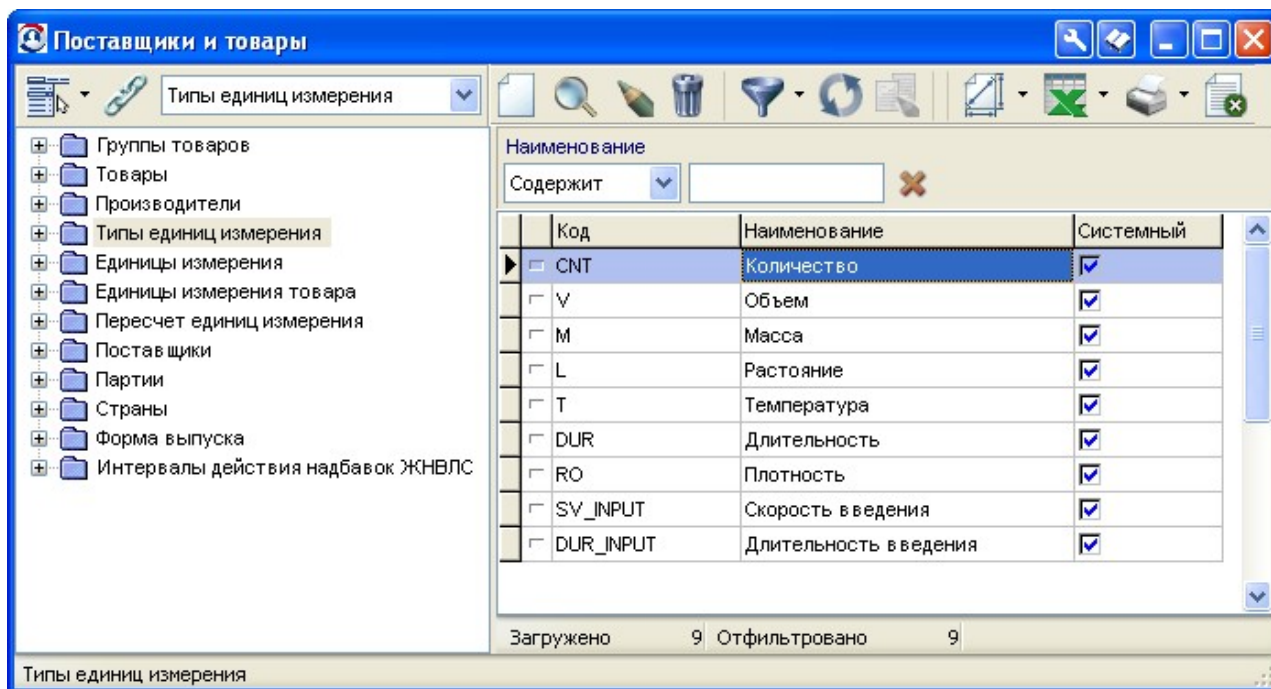 Поставщики и товары
Типы единиц измерения
Группы товаров
Товары
Производители
Типы единиц измерения
Единицы измерения
Единицы измерения товара
Пересчет единиц измерения
Поставщики
Партии
Страны
Форма выпуска
Интервалы действия надбавок ЖНВЛС
Наименование
Содержит
Код Наименование Системный
CNT Количество
V Объем
M Масса
L Растояние
T Температура
DUR Длительность
RO Плотность
SV_INPUT Скорость введения
DUR_INPUT Длительность введения
Загружено 9 Отфильтровано 9
Типы единиц измерения